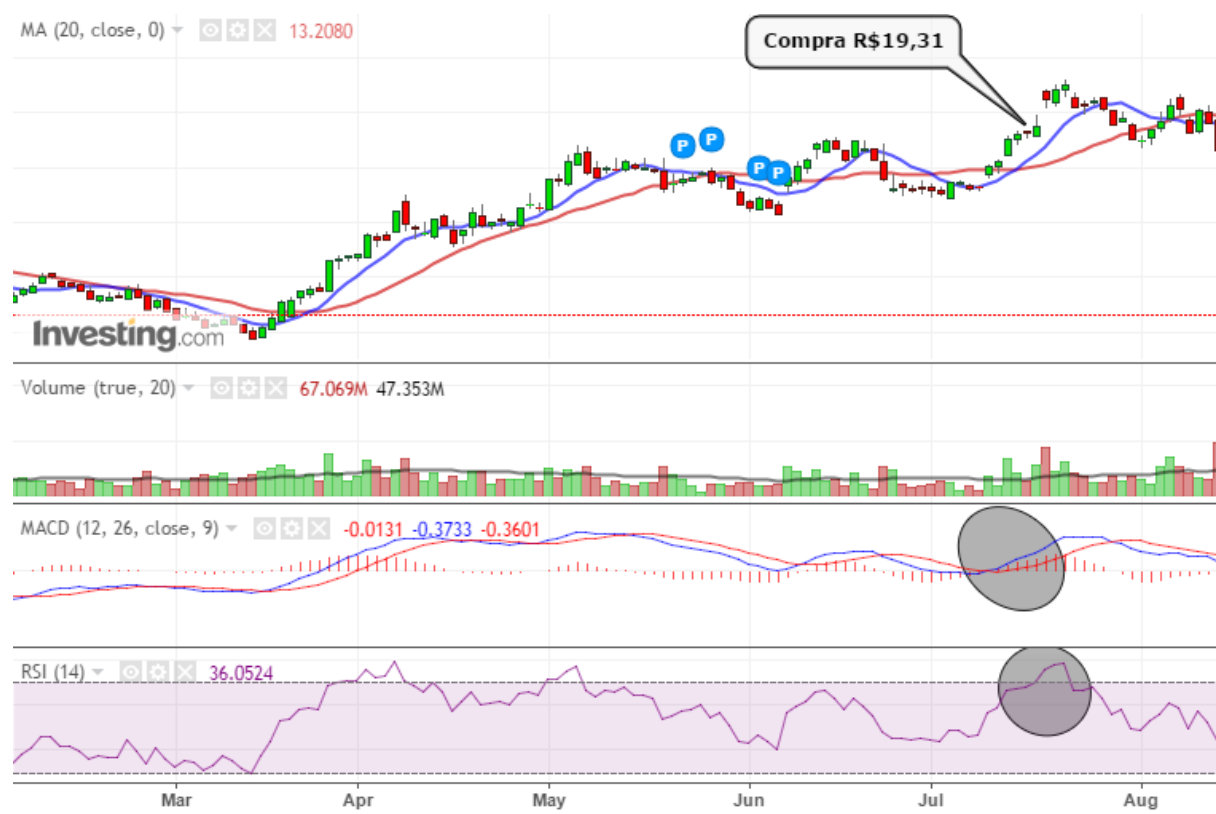 MA (20, close, 0) 13.2080
Compra R$19,31
P P
P P
Investing.com
Volume (true, 20) 67.069M 47.353M
MACD (12, 26, close, 9) -0.0131 -0.3733 -0.3601
RSI (14) 36.0524
Mar Apr May Jun Jul Aug